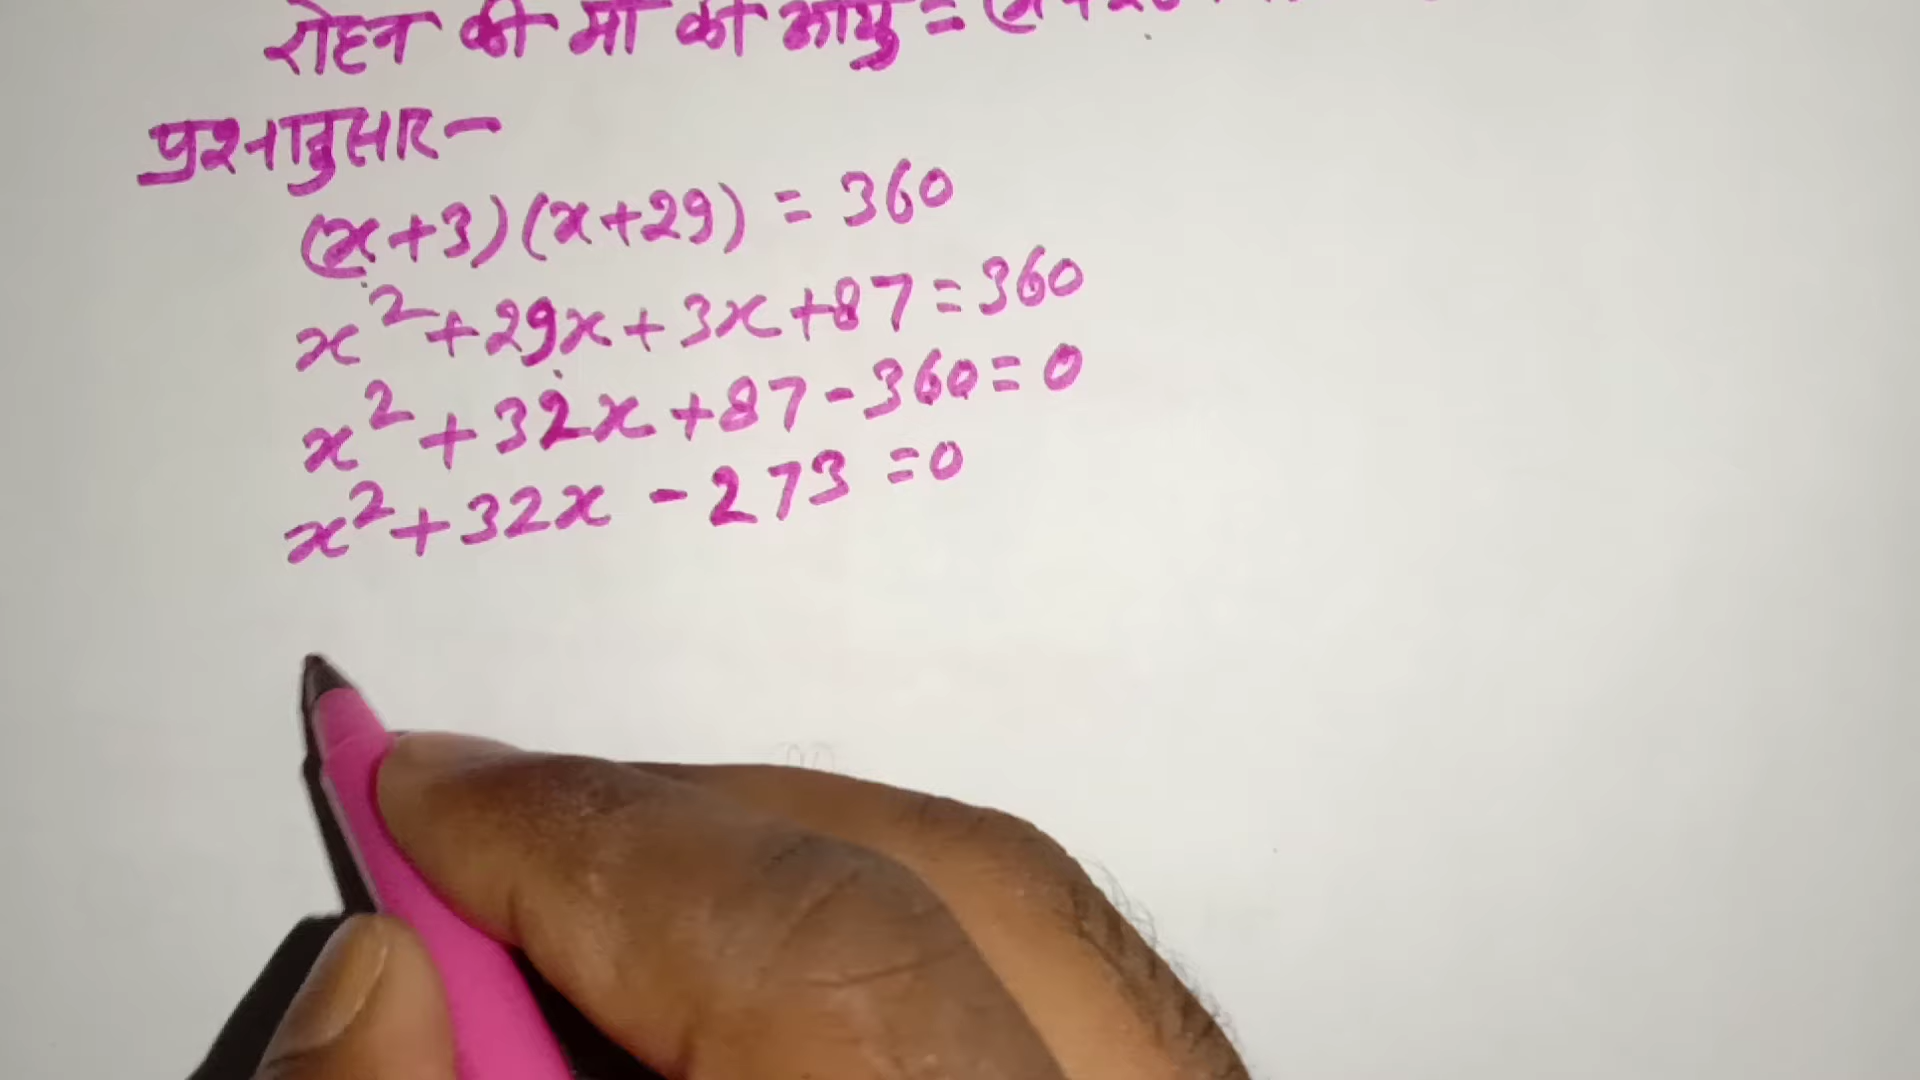 रोहन की माँ की आयु = (x+2
प्रश्नानुसार-
(x+3)(x+29) = 360
x²+29x+3x+87=360
x²+32x+87-360=0
x²+32x-273=0